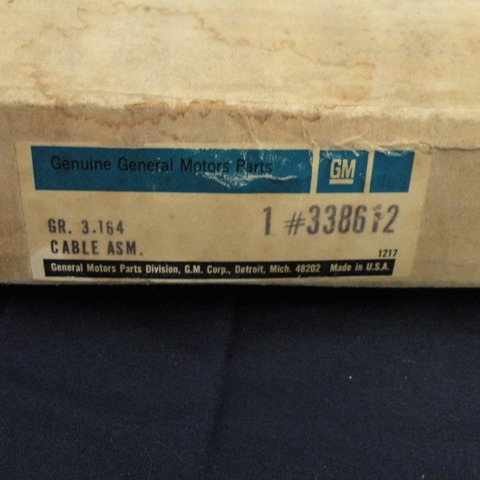 Genuine General Motors Parts
GM
GR. 3.164
1 #338612
CABLE ASM.
1217
General Motors Parts Division, G.M. Corp., Detroit, Mich. 48202 Made in U.S.A.